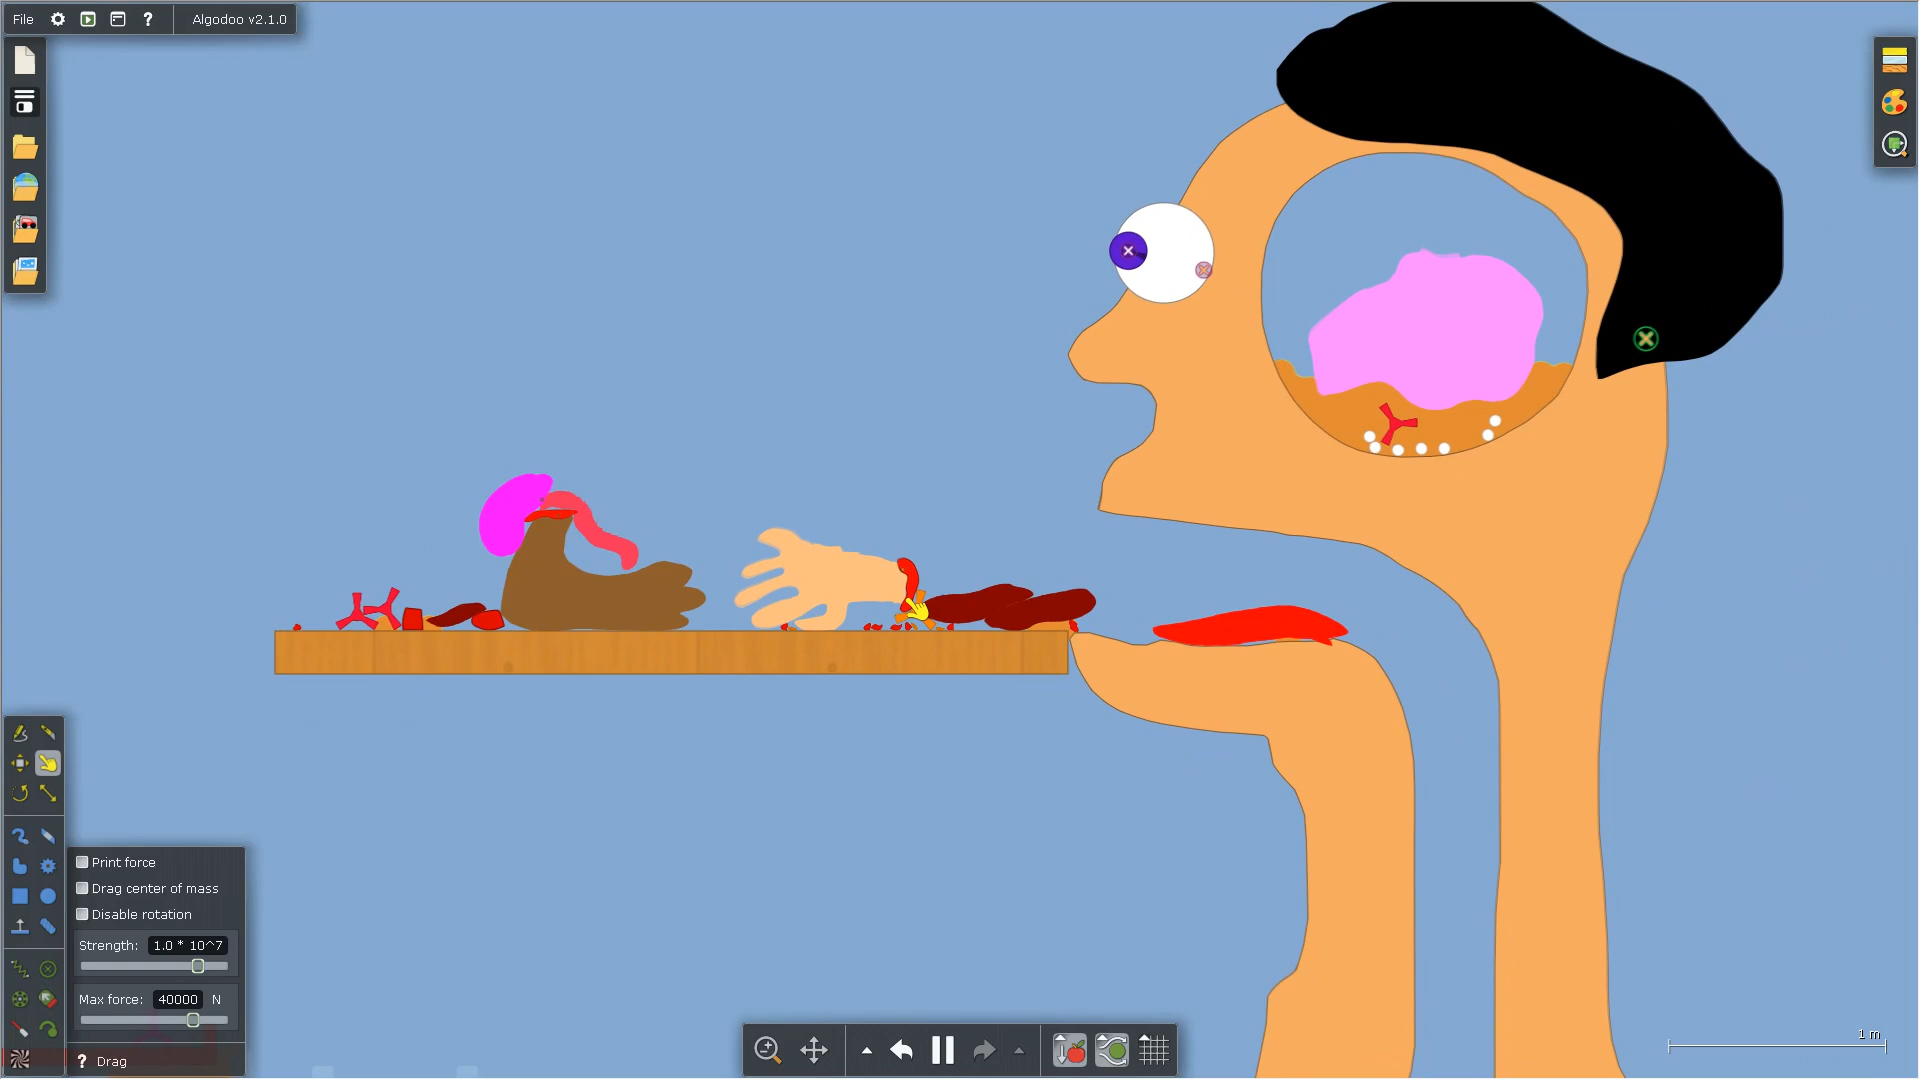 File ? Algodoo v2.1.0
Print force
Drag center of mass
Disable rotation
Strength: 1.0 * 10^7
Max force: 40000 N
? Drag
1 m